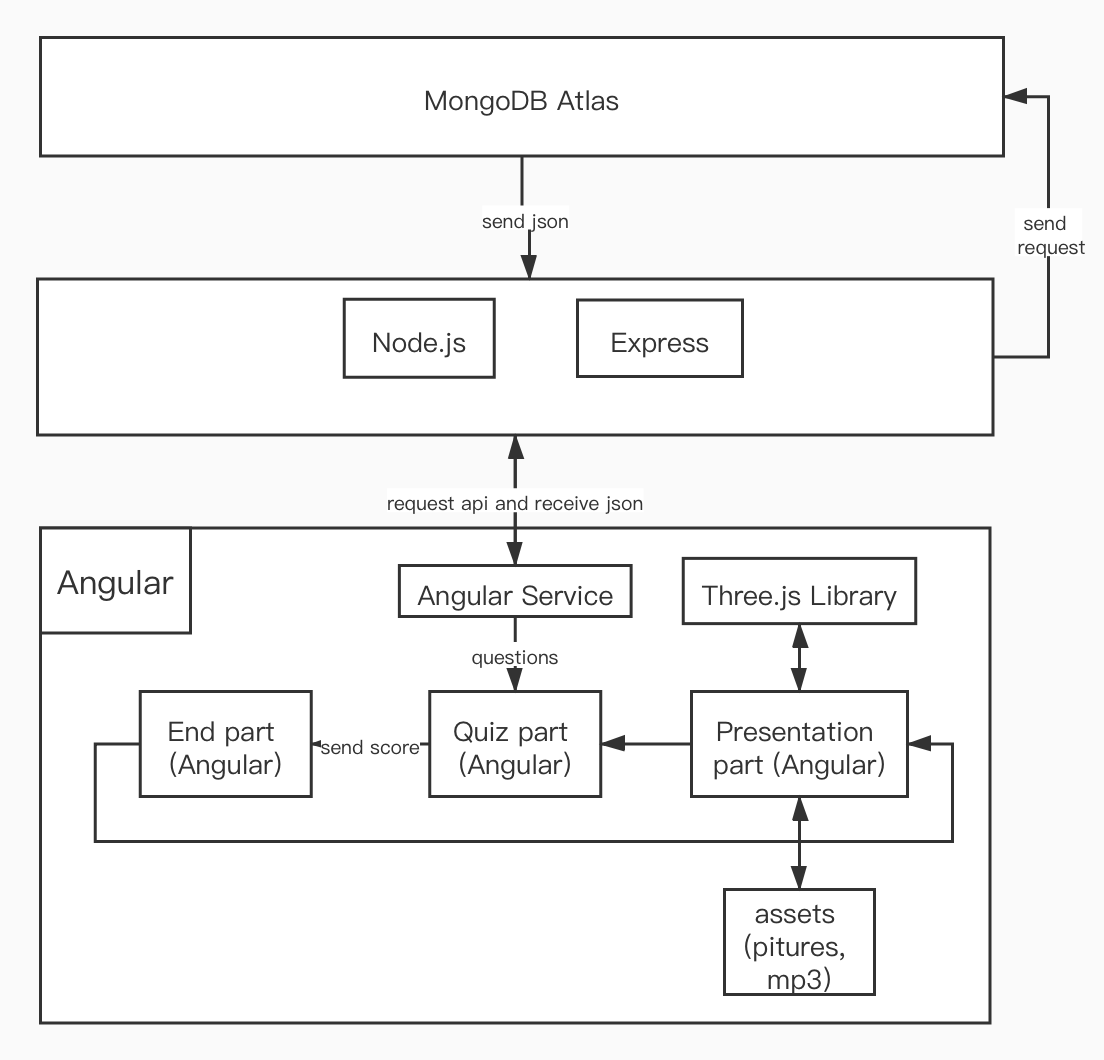 MongoDB Atlas
send json
send
request
Node.js
Express
request api and receive json
Angular
Angular Service
Three.js Library
questions
End part
(Angular)
send score
Quiz part
(Angular)
Presentation
part (Angular)
assets
(pitures,
mp3)